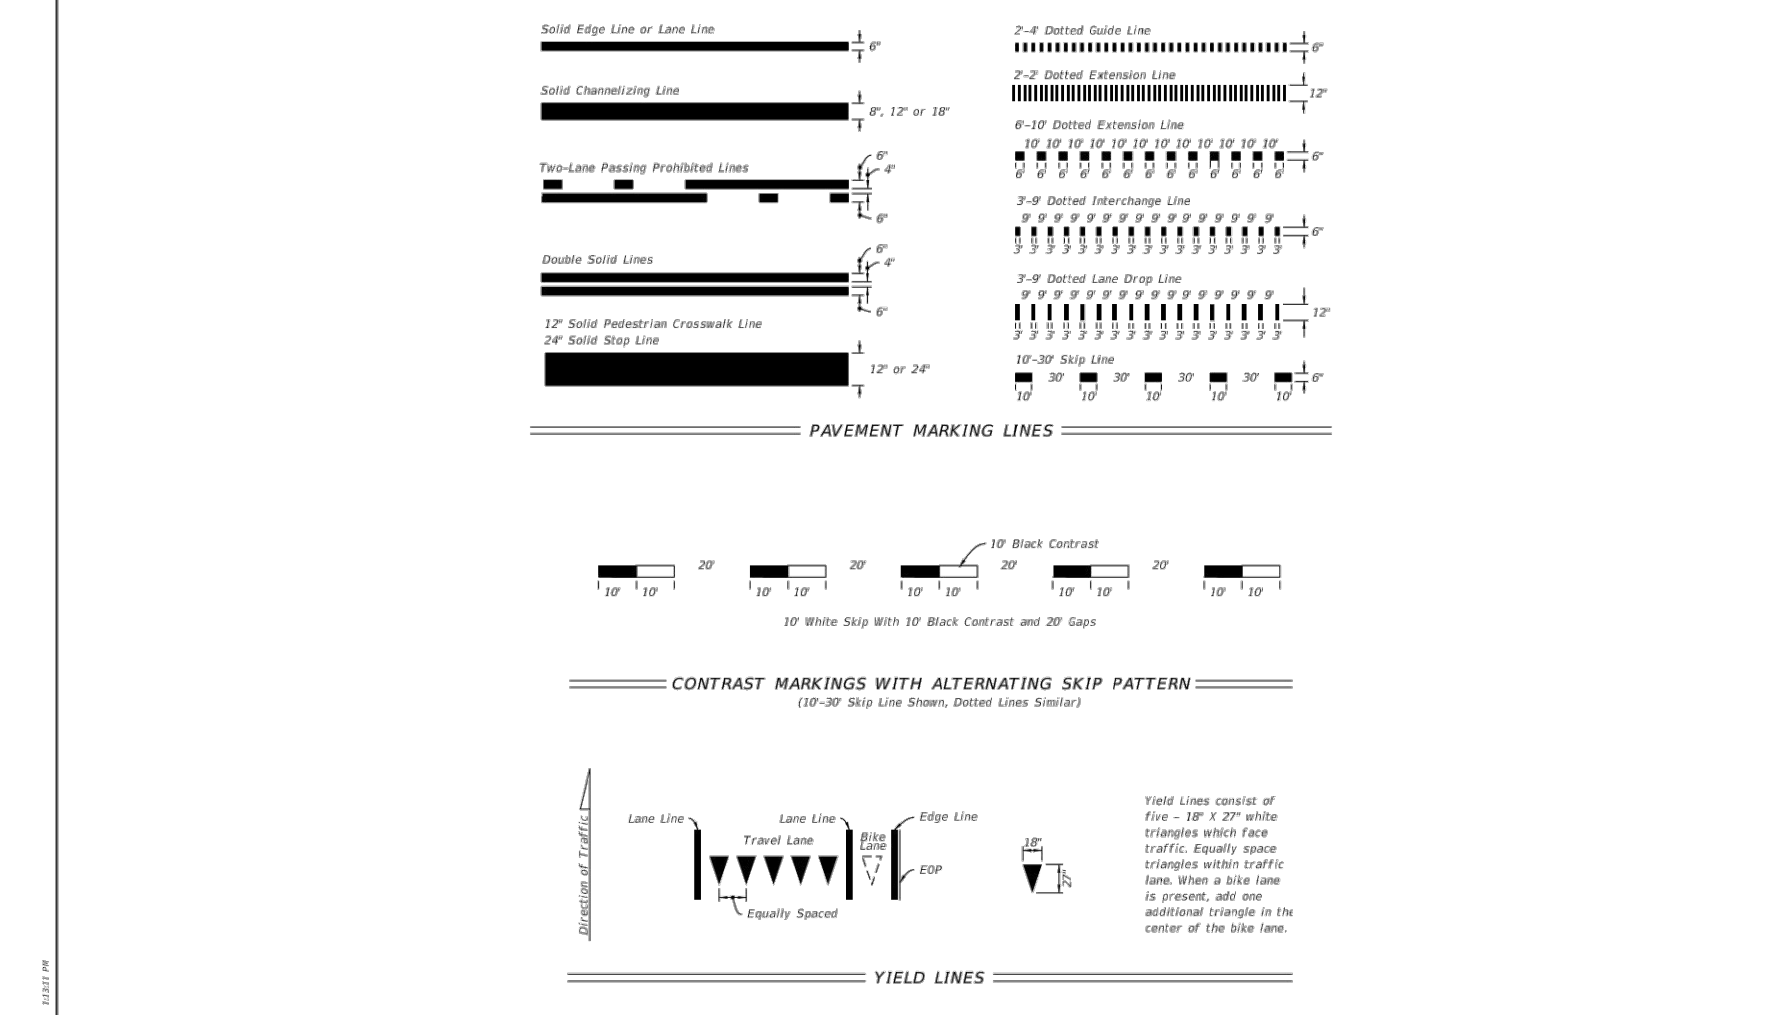 Solid Edge Line or Lane Line
6"
Solid Channelizing Line
8", 12" or 18"
Two-Lane Passing Prohibited Lines
6"
4"
6"
Double Solid Lines
6"
4"
6"
12" Solid Pedestrian Crosswalk Line
24" Solid Stop Line
12" or 24"
2'-4' Dotted Guide Line
6"
2'-2' Dotted Extension Line
12"
6'-10' Dotted Extension Line
10' 10' 10' 10' 10' 10' 10' 10' 10' 10' 10' 10'
6"
6' 6' 6' 6' 6' 6' 6' 6' 6' 6' 6' 6' 6'
3'-9' Dotted Interchange Line
9' 9' 9' 9' 9' 9' 9' 9' 9' 9' 9' 9' 9' 9' 9' 9'
6"
3' 3' 3' 3' 3' 3' 3' 3' 3' 3' 3' 3' 3' 3' 3' 3' 3'
3'-9' Dotted Lane Drop Line
9' 9' 9' 9' 9' 9' 9' 9' 9' 9' 9' 9' 9' 9' 9' 9'
12"
3' 3' 3' 3' 3' 3' 3' 3' 3' 3' 3' 3' 3' 3' 3' 3' 3'
10'-30' Skip Line
30' 30' 30' 30' 6"
10' 10' 10' 10' 10'
PAVEMENT MARKING LINES
10' Black Contrast
20' 20' 20' 20'
10' 10' 10' 10' 10' 10' 10' 10' 10' 10'
10' White Skip With 10' Black Contrast and 20' Gaps
CONTRAST MARKINGS WITH ALTERNATING SKIP PATTERN
(10'-30' Skip Line Shown, Dotted Lines Similar)
Direction of Traffic
Lane Line
Lane Line
Edge Line
Travel Lane
Bike
Lane
EOP
Equally Spaced
18"
27"
Yield Lines consist of
five - 18" X 27" white
triangles which face
traffic. Equally space
triangles within traffic
lane. When a bike lane
is present, add one
additional triangle in the
center of the bike lane.
YIELD LINES
1:13:11 PM